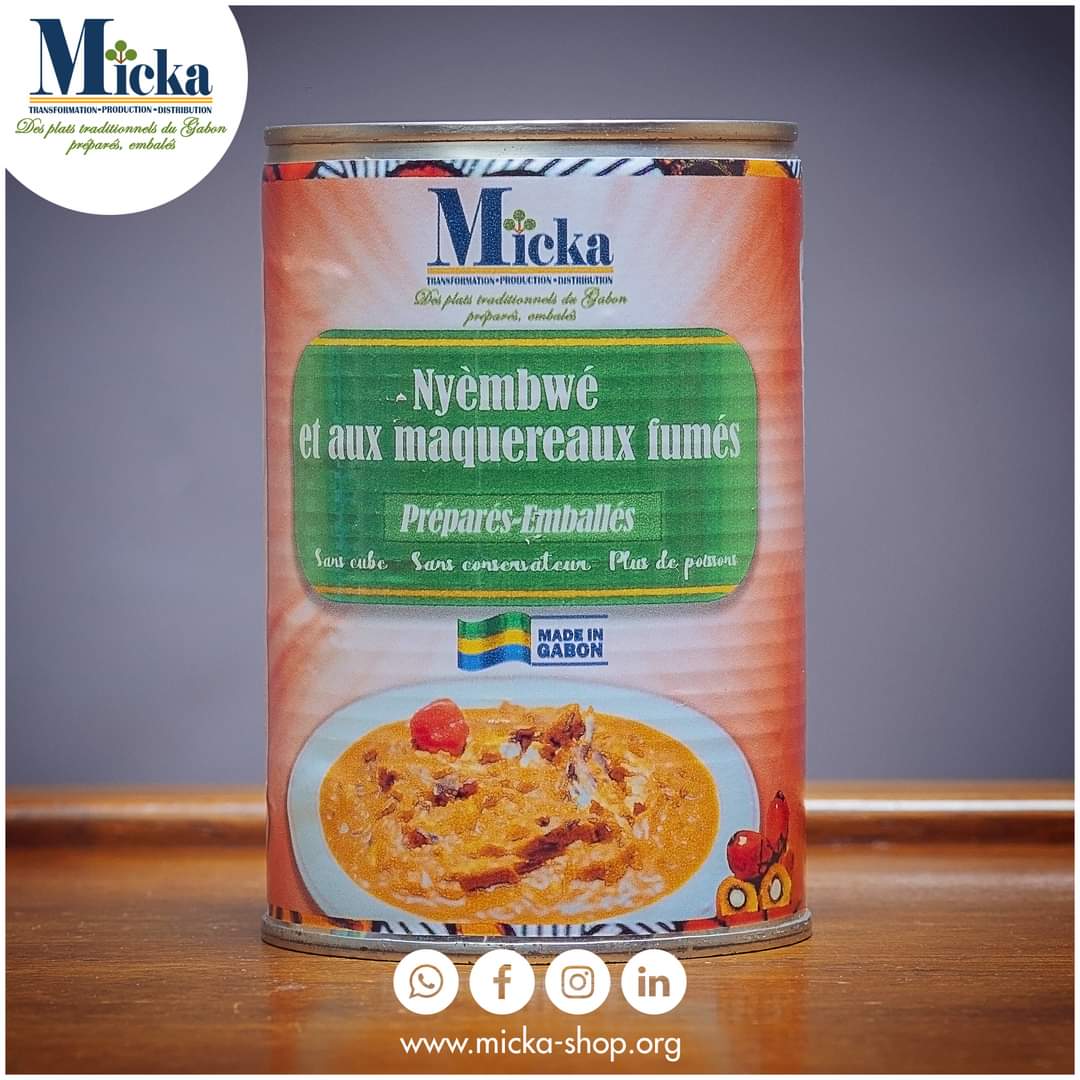 Micka
TRANSFORMATION • PRODUCTION • DISTRIBUTION
Des plats traditionnels du Gabon
préparés, embalés
Micka
TRANSFORMATION • PRODUCTION • DISTRIBUTION
Des plats traditionnels du Gabon
préparés, embalés
Nyèmbwé
et aux maquereaux fumés
Préparés-Emballés
Sans cube Sans conservateur Plus de poissons
MADE IN
GABON
www.micka-shop.org